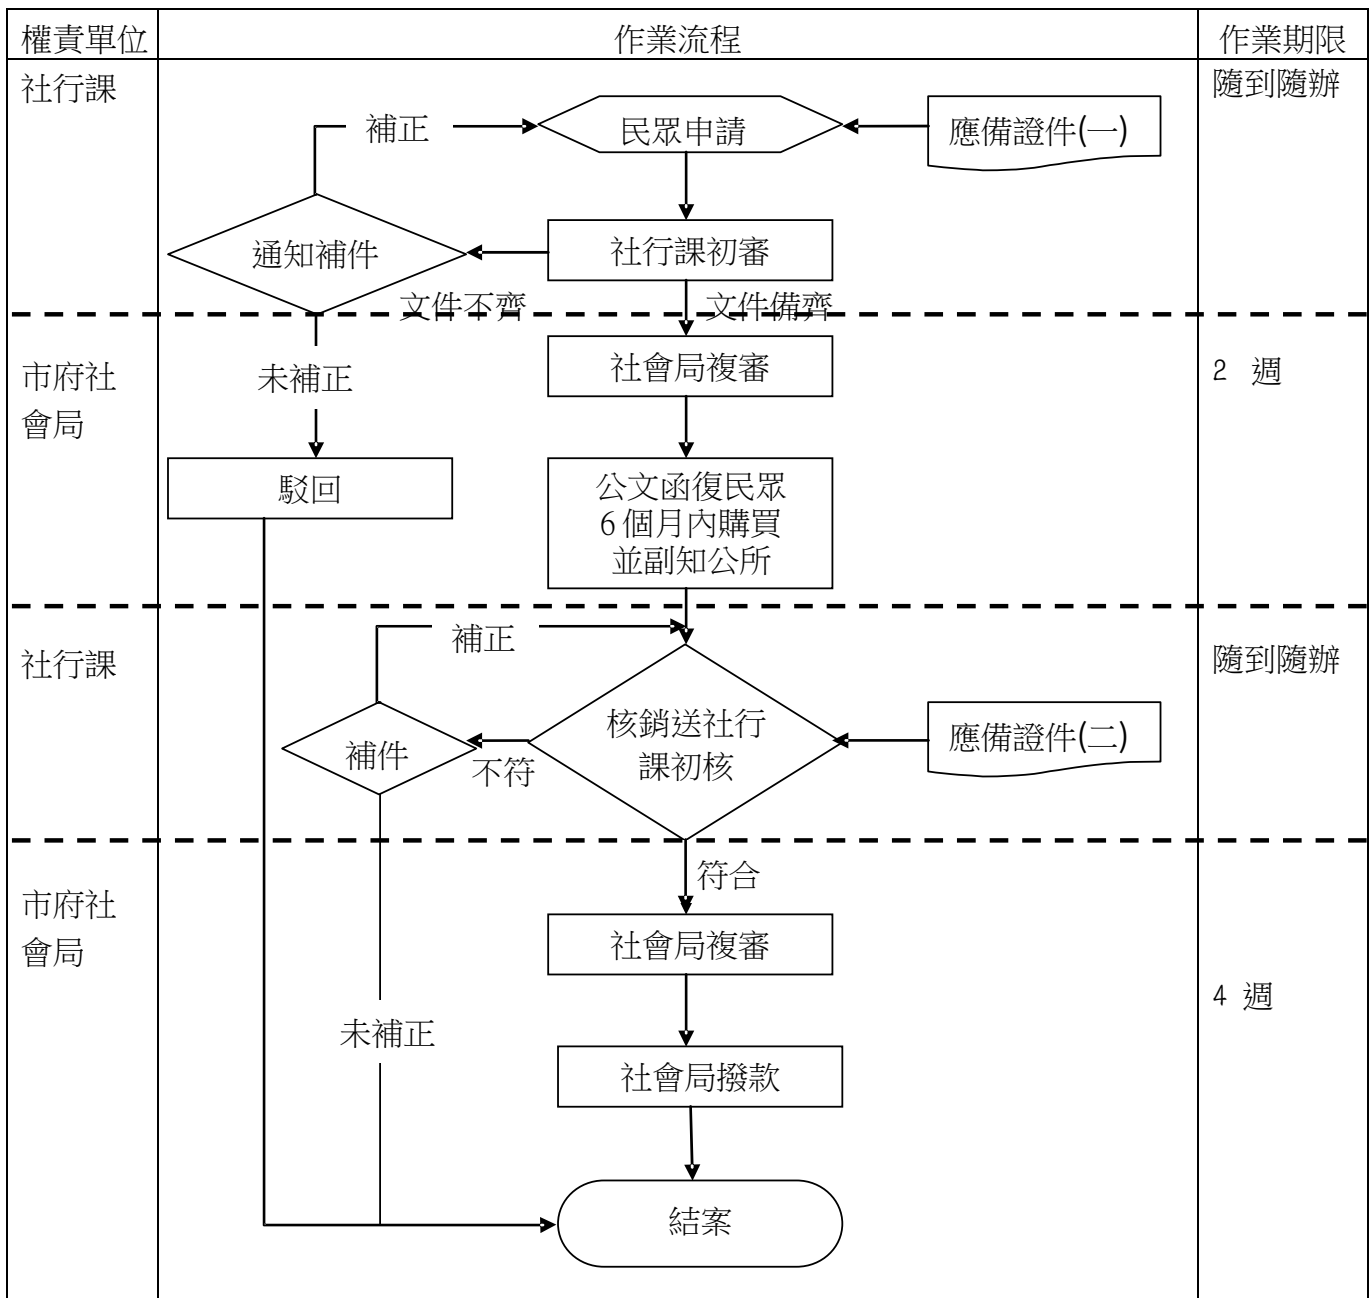 權責單位
作業流程
作業期限
社行課
隨到隨辦
補正
民眾申請
應備證件(一)
通知補件
社行課初審
文件不齊
文件備齊
市府社
會局
2 週
未補正
社會局複審
駁回
公文函復民眾
6個月內購買
並副知公所
社行課
隨到隨辦
補正
核銷送社行
課初核
應備證件(二)
補件
不符
符合
市府社
會局
4 週
社會局複審
未補正
社會局撥款
結案